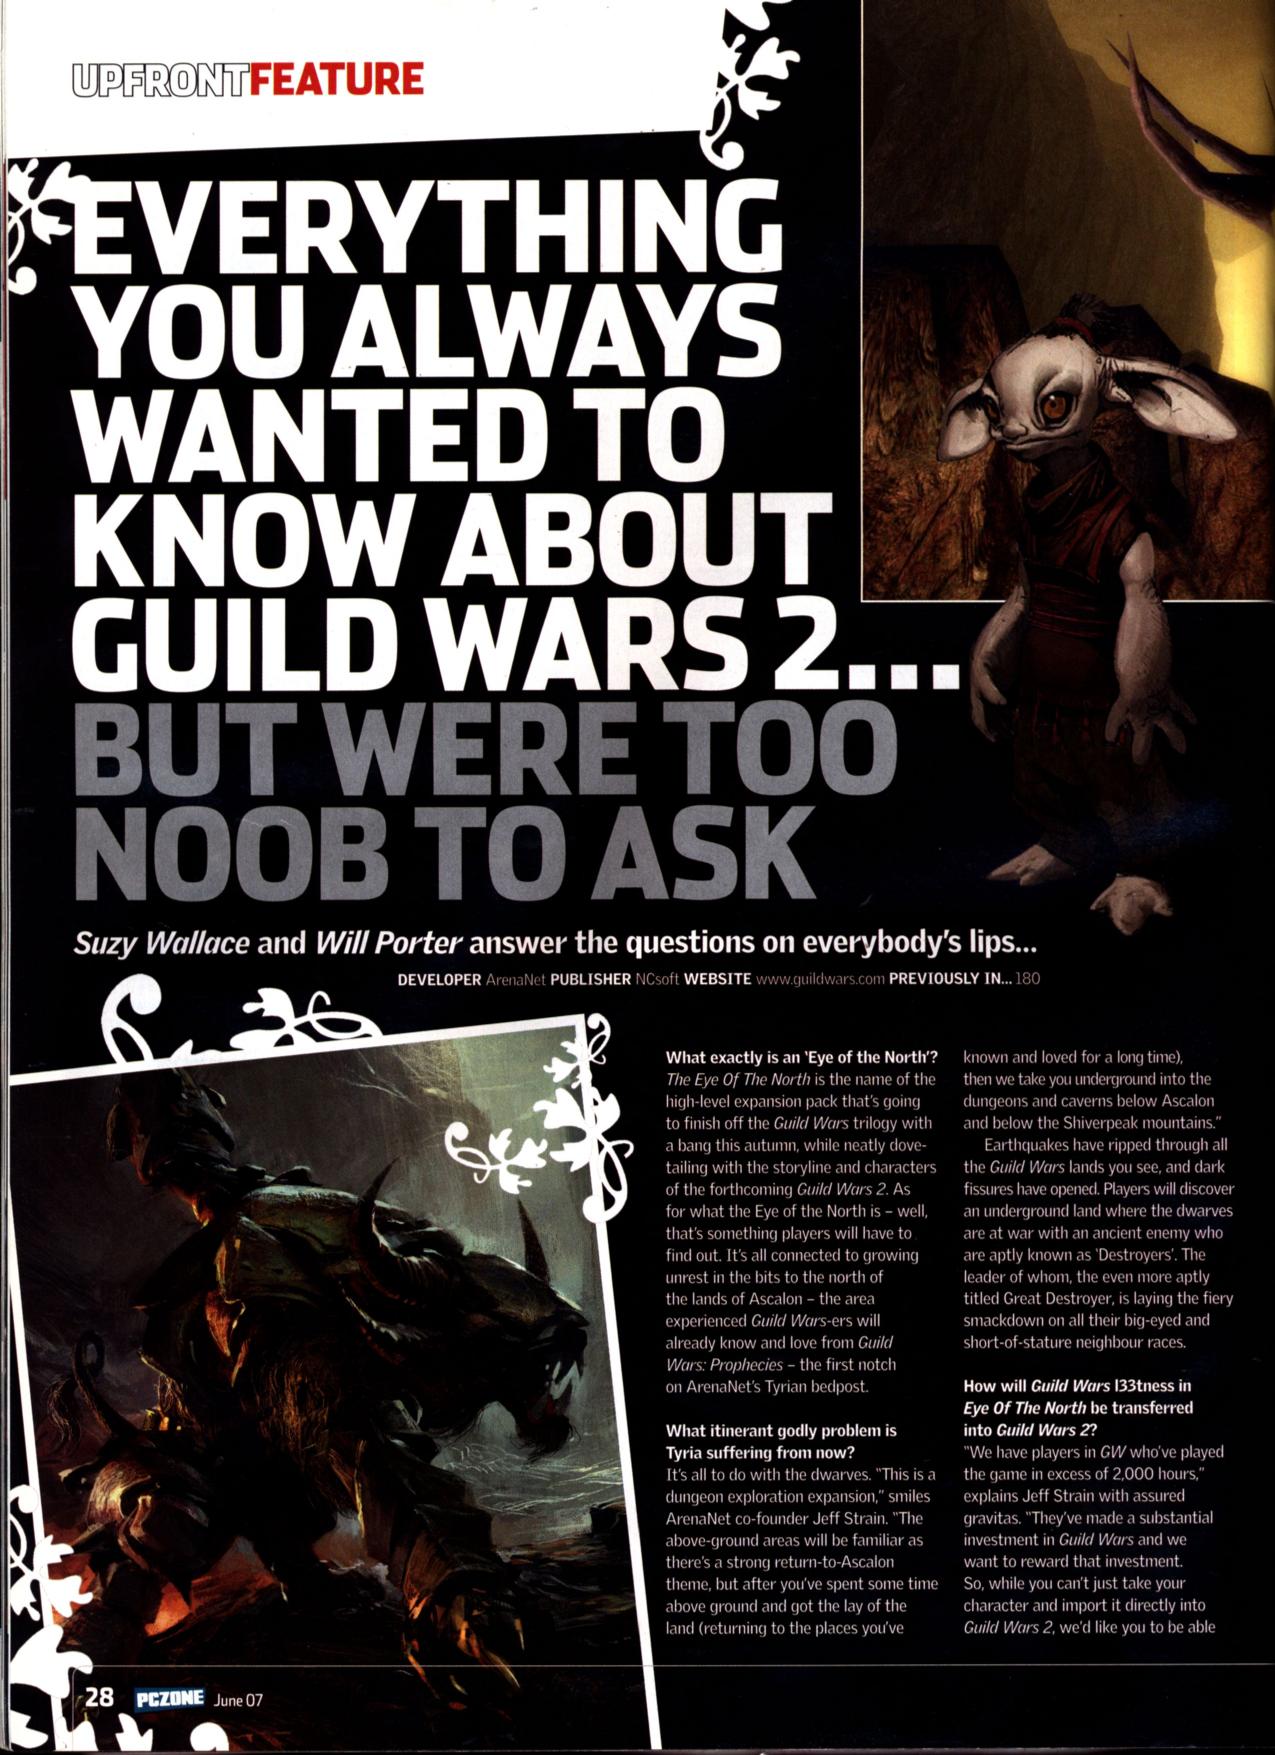 UPFRONTFEATURE
EVERYTHING
YOU ALWAYS
WANTED TO
KNOW ABOUT
GUILD WARS 2...
BUT WERE TOO
NOOB TO ASK
Suzy Wallace and Will Porter answer the questions on everybody's lips...
DEVELOPER ArenaNet PUBLISHER NCsoft WEBSITE www.guildwars.com PREVIOUSLY IN... 180
What exactly is an 'Eye of the North'?
The Eye Of The North is the name of the
high-level expansion pack that's going
to finish off the Guild Wars trilogy with
a bang this autumn, while neatly dove-
tailing with the storyline and characters
of the forthcoming Guild Wars 2. As
for what the Eye of the North is – well,
that's something players will have to
find out. It's all connected to growing
unrest in the bits to the north of
the lands of Ascalon – the area
experienced Guild Wars-ers will
already know and love from Guild
Wars: Prophecies – the first notch
on ArenaNet's Tyrian bedpost.
What itinerant godly problem is
Tyria suffering from now?
It's all to do with the dwarves. "This is a
dungeon exploration expansion," smiles
ArenaNet co-founder Jeff Strain. "The
above-ground areas will be familiar as
there's a strong return-to-Ascalon
theme, but after you've spent some time
above ground and got the lay of the
land (returning to the places you've
known and loved for a long time),
then we take you underground into the
dungeons and caverns below Ascalon
and below the Shiverpeak mountains."
Earthquakes have ripped through all
the Guild Wars lands you see, and dark
fissures have opened. Players will discover
an underground land where the dwarves
are at war with an ancient enemy who
are aptly known as 'Destroyers'. The
leader of whom, the even more aptly
titled Great Destroyer, is laying the fiery
smackdown on all their big-eyed and
short-of-stature neighbour races.
How will Guild Wars l33tness in
Eye Of The North be transferred
into Guild Wars 2?
"We have players in GW who've played
the game in excess of 2,000 hours,"
explains Jeff Strain with assured
gravitas. "They've made a substantial
investment in Guild Wars and we
want to reward that investment.
So, while you can't just take your
character and import it directly into
Guild Wars 2, we'd like you to be able
28 PCZONE June 07